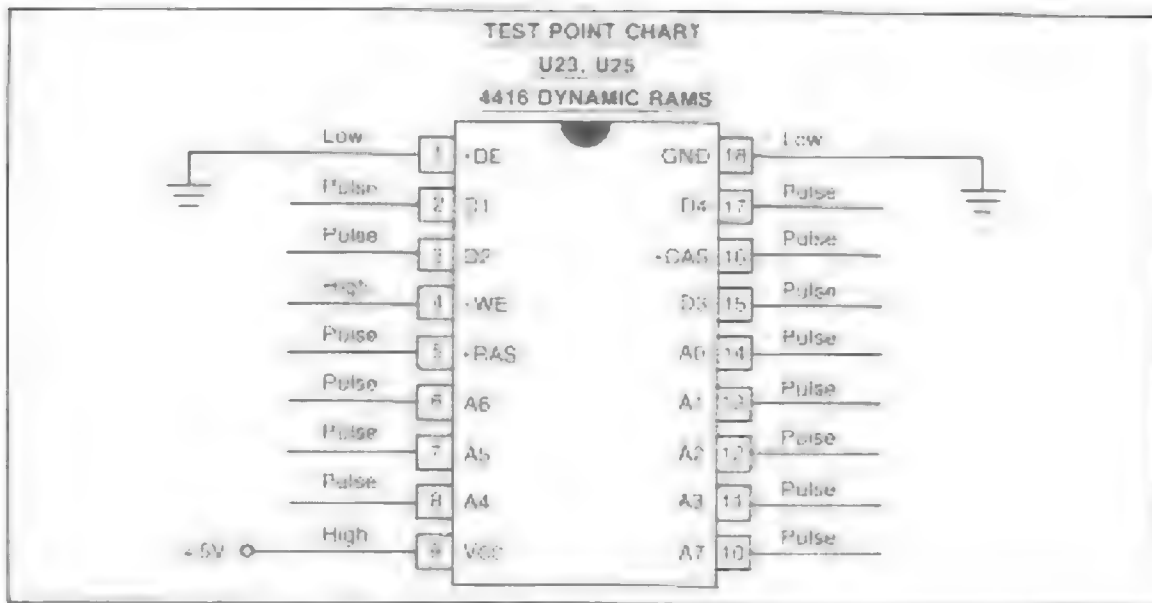 TEST POINT CHART
U23, U25
4416 DYNAMIC RAMS
Low 1 -OE GND 18 Low
Pulse 2 D1 D4 17 Pulse
Pulse 3 D2 -CAS 16 Pulse
High 4 -WE D3 15 Pulse
Pulse 5 -RAS A0 14 Pulse
Pulse 6 A6 A1 13 Pulse
Pulse 7 A5 A2 12 Pulse
Pulse 8 A4 A3 11 Pulse
+5V High 9 Vcc A7 10 Pulse